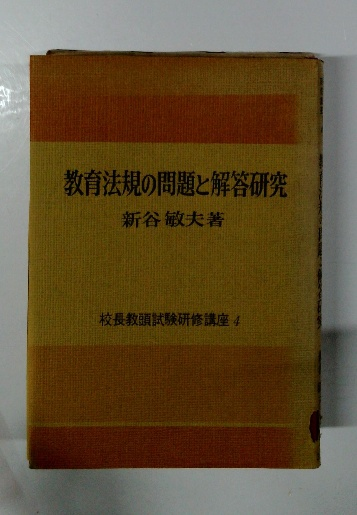 教育法規の問題と解答研究
新谷敏夫著
校長教頭試験研修講座 4